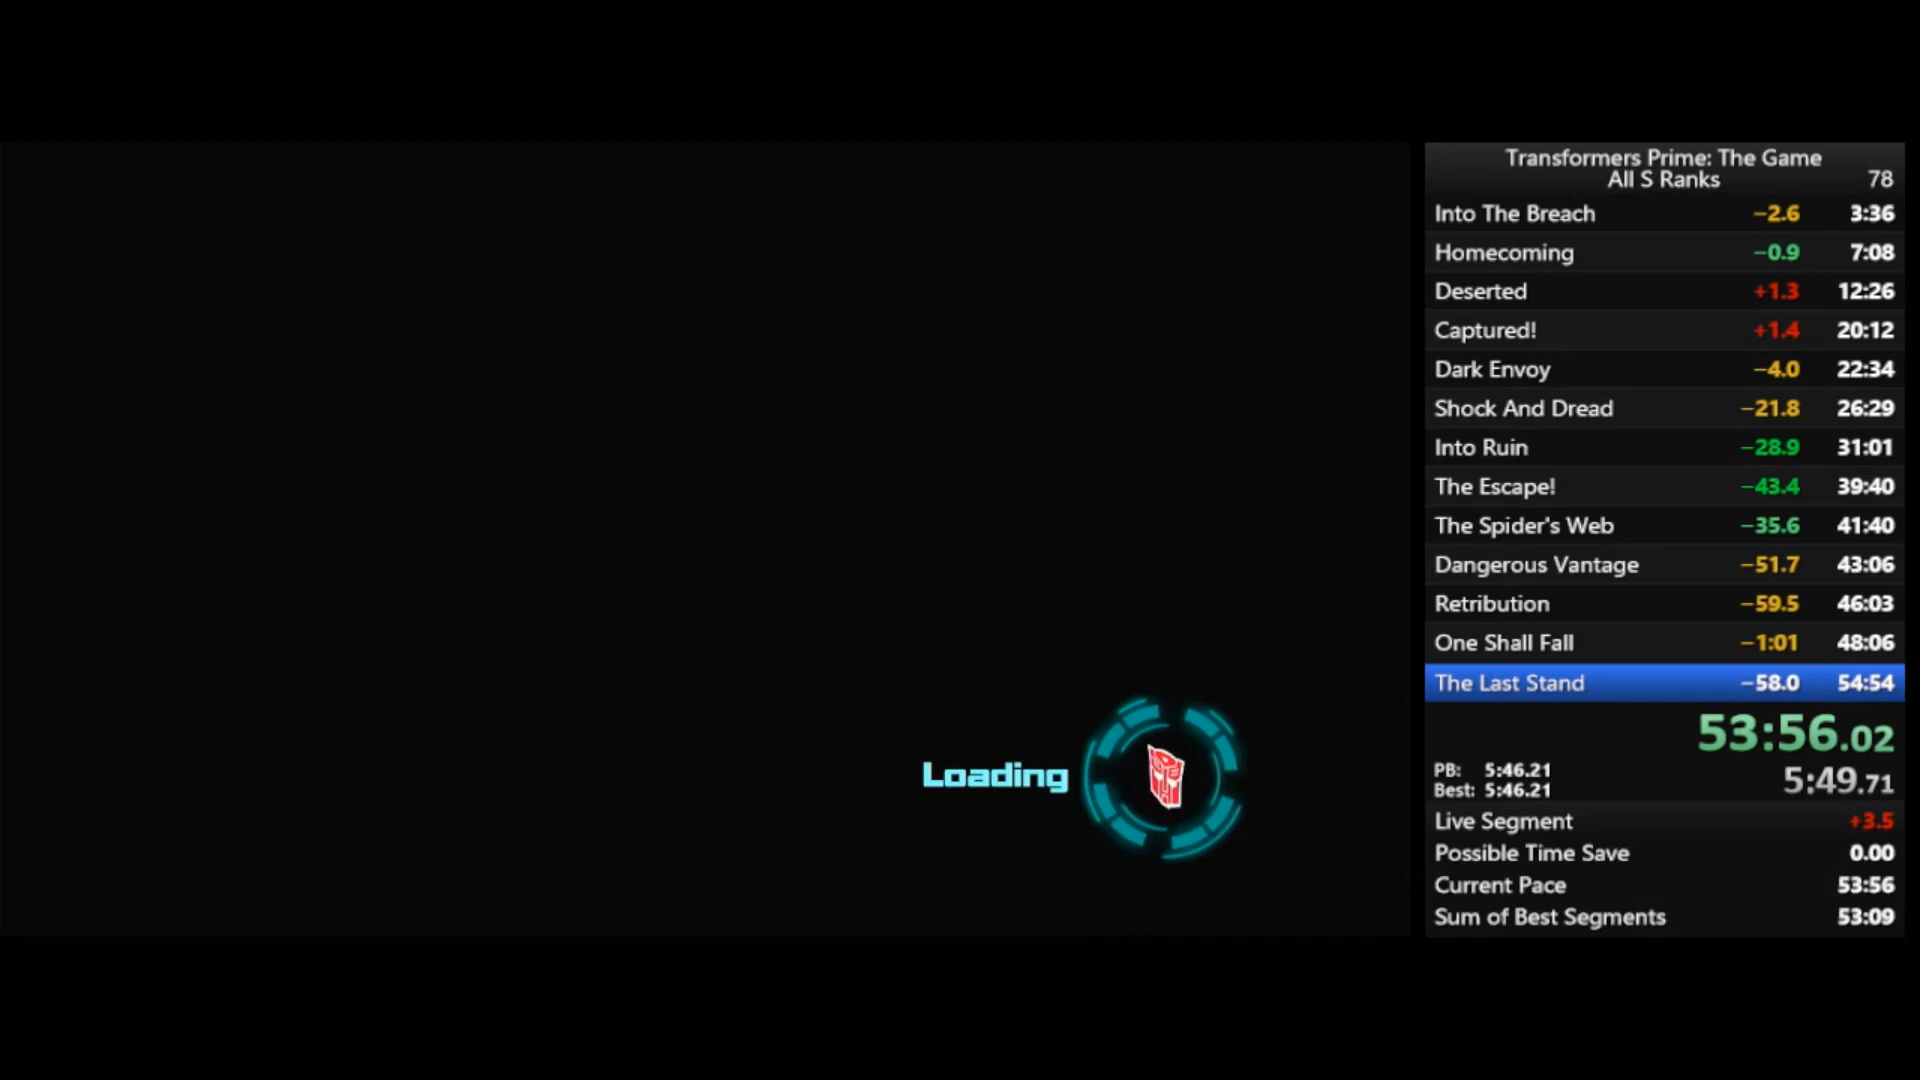 Transformers Prime: The Game
All S Ranks 78
Into The Breach −2.6 3:36
Homecoming −0.9 7:08
Deserted +1.3 12:26
Captured! +1.4 20:12
Dark Envoy −4.0 22:34
Shock And Dread −21.8 26:29
Into Ruin −28.9 31:01
The Escape! −43.4 39:40
The Spider's Web −35.6 41:40
Dangerous Vantage −51.7 43:06
Retribution −59.5 46:03
One Shall Fall −1:01 48:06
The Last Stand −58.0 54:54
53:56.02
PB: 5:46.21
Best: 5:46.21
5:49.71
Live Segment +3.5
Possible Time Save 0.00
Current Pace 53:56
Sum of Best Segments 53:09
Loading